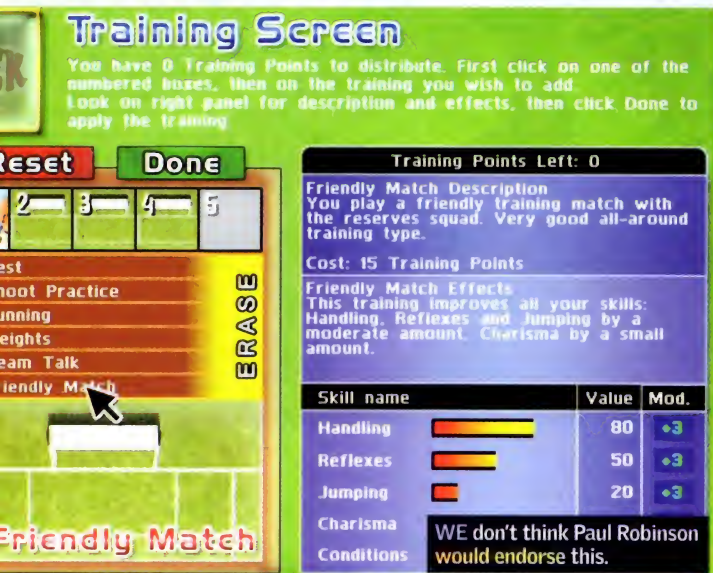 Training Screen
You have 0 Training Points to distribute. First click on one of the
numbered boxes, then on the training you wish to add
Look on right panel for description and effects, then click Done to
apply the training
Reset
Done
2
3
4
5
est
hoot Practice
unning
eights
eam Talk
riendly Match
ERASE
Friendly Match
Training Points Left: 0
Friendly Match Description
You play a friendly training match with
the reserves squad. Very good all-around
training type.
Cost: 15 Training Points
Friendly Match Effects
This training improves all your skills:
Handling, Reflexes and Jumping by a
moderate amount. Charisma by a small
amount.
Skill name Value Mod.
Handling 80 +3
Reflexes 50 +3
Jumping 20 +3
Charisma
Conditions
WE don't think Paul Robinson
would endorse this.